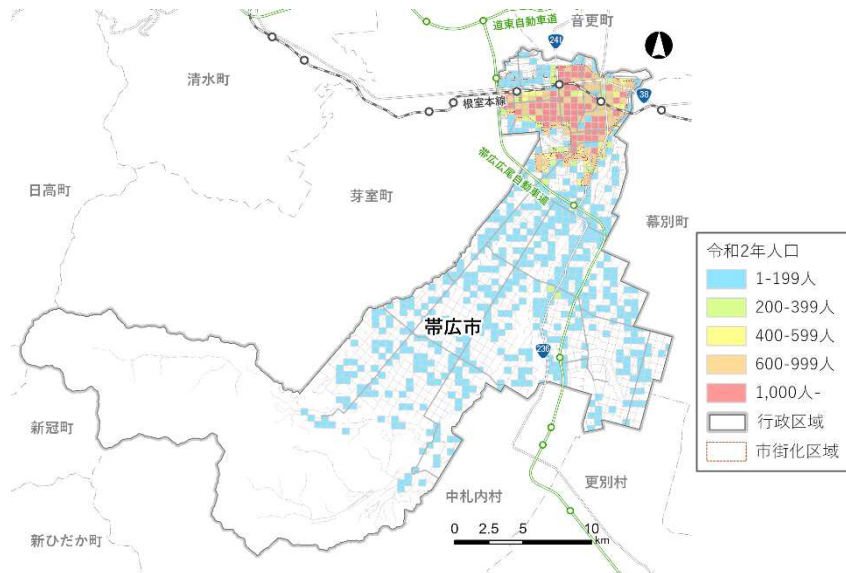 道東自動車道
音更町
241
清水町
38
根室本線
帯広広尾自動車道
日高町
芽室町
幕別町
令和2年人口
1-199人
200-399人
400-599人
600-999人
1,000人-
行政区域
市街化区域
帯広市
236
新冠町
中札内村
更別村
新ひだか町
0 2.5 5 10
km